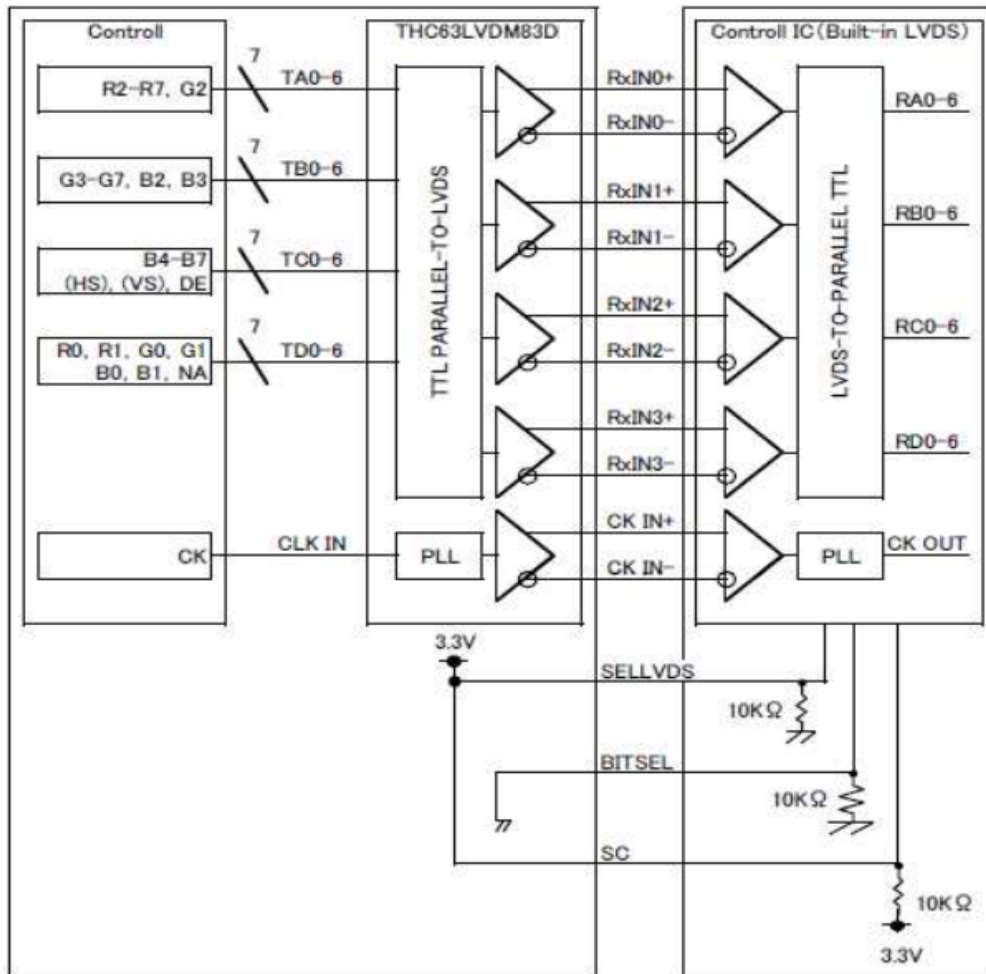 Controll
THC63LVDM83D
Controll IC(Built-in LVDS)
R2-R7, G2
7
TA0-6
G3-G7, B2, B3
7
TB0-6
B4-B7
(HS), (VS), DE
7
TC0-6
R0, R1, G0, G1
B0, B1, NA
7
TD0-6
CK
CLK IN
TTL PARALLEL-TO-LVDS
PLL
RxIN0+
RxIN0-
RxIN1+
RxIN1-
RxIN2+
RxIN2-
RxIN3+
RxIN3-
CK IN+
CK IN-
LVDS-TO-PARALLEL TTL
PLL
RA0-6
RB0-6
RC0-6
RD0-6
CK OUT
3.3V
SELLVDS
10KΩ
BITSEL
10KΩ
SC
10KΩ
3.3V